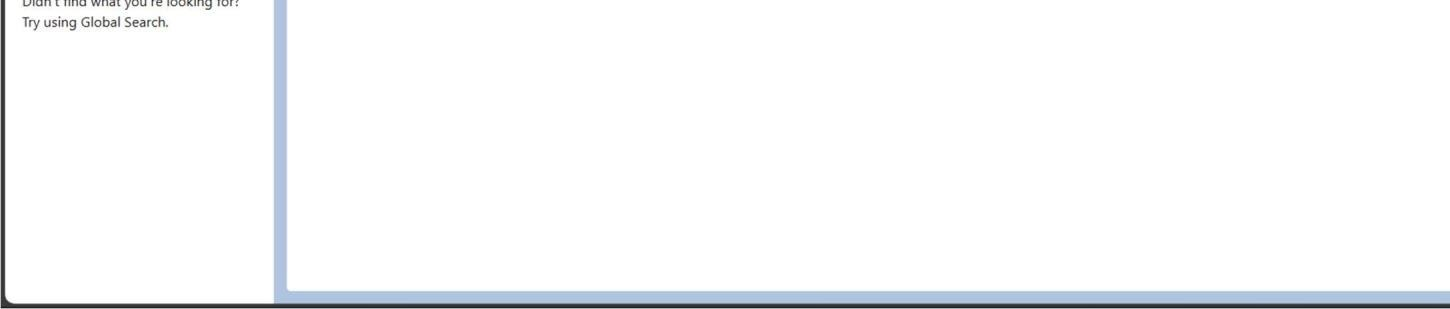 Didn't find what you're looking for?
Try using Global Search.